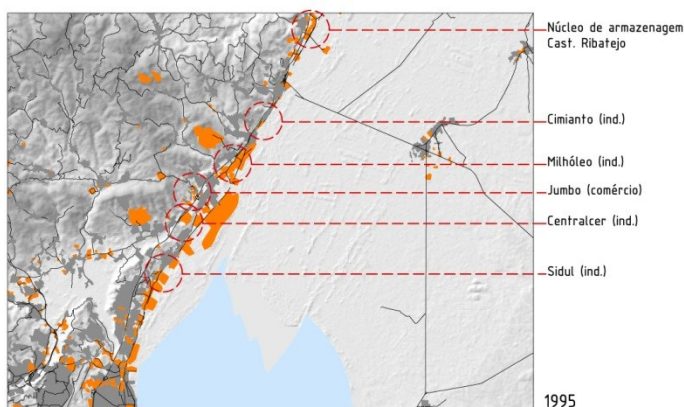 Núcleo de armazenagem
Cast. Ribatejo
Cimianto (ind.)
Milhóleo (ind.)
Jumbo (comércio)
Centralcer (ind.)
Sidul (ind.)
1995